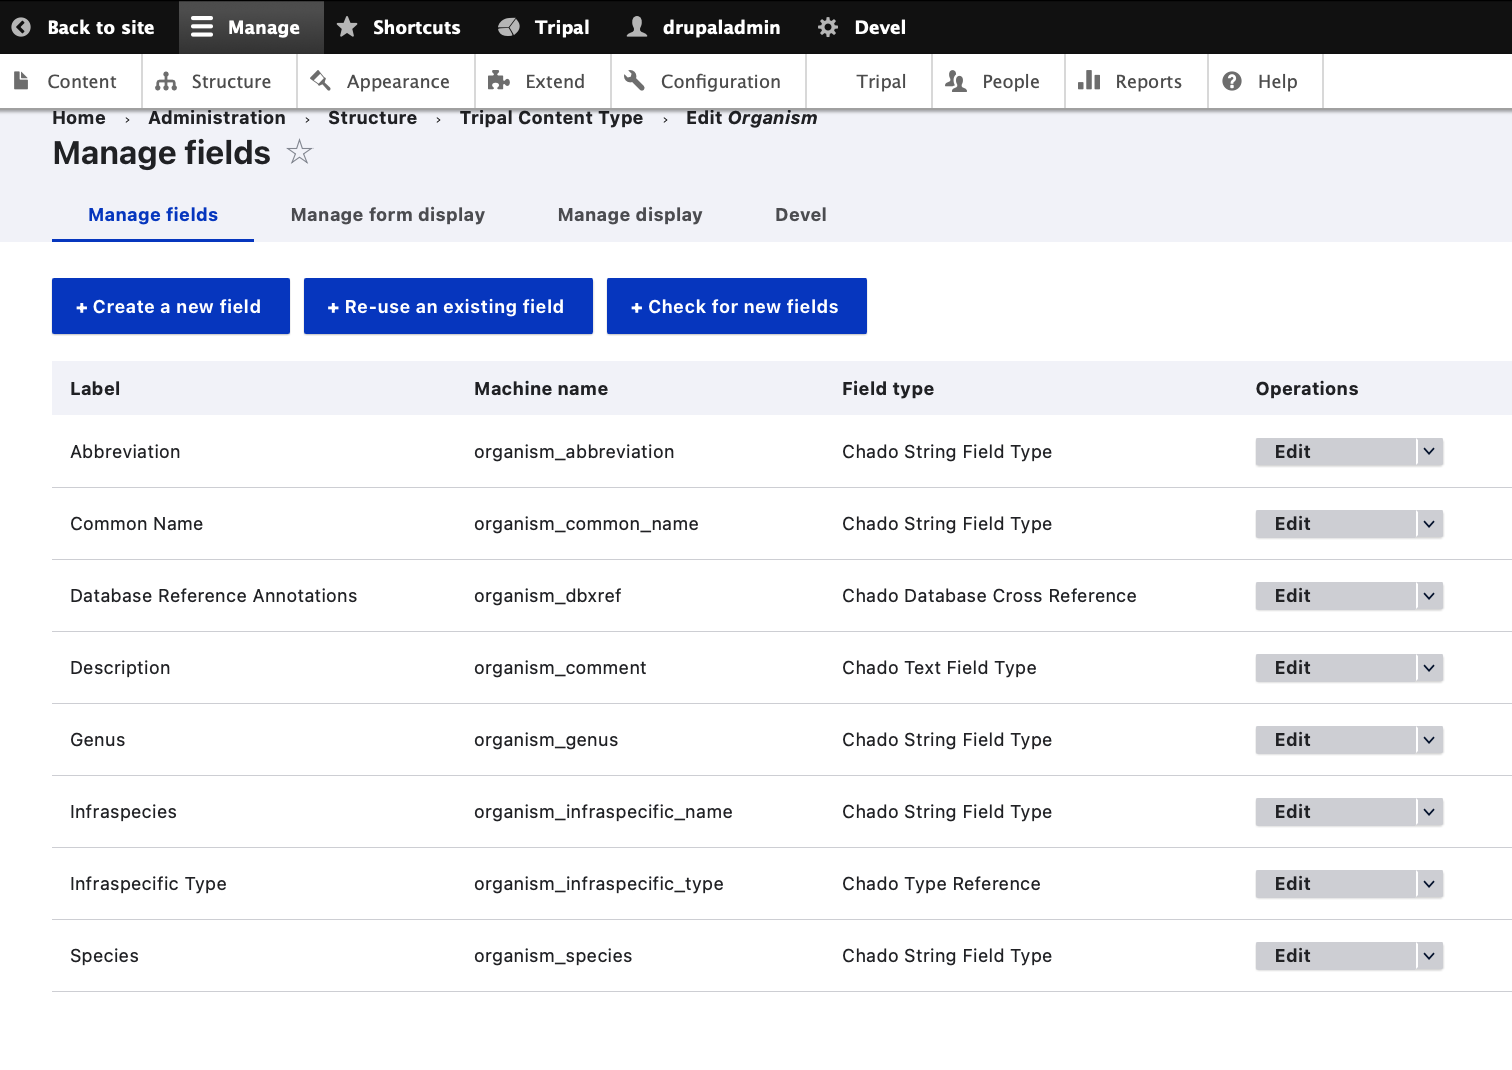 Back to site Manage Shortcuts Tripal drupaladmin Devel
Content Structure Appearance Extend Configuration Tripal People Reports Help
Home › Administration › Structure › Tripal Content Type › Edit Organism
Manage fields
Manage fields Manage form display Manage display Devel
+ Create a new field + Re-use an existing field + Check for new fields
Label Machine name Field type Operations
Abbreviation organism_abbreviation Chado String Field Type Edit
Common Name organism_common_name Chado String Field Type Edit
Database Reference Annotations organism_dbxref Chado Database Cross Reference Edit
Description organism_comment Chado Text Field Type Edit
Genus organism_genus Chado String Field Type Edit
Infraspecies organism_infraspecific_name Chado String Field Type Edit
Infraspecific Type organism_infraspecific_type Chado Type Reference Edit
Species organism_species Chado String Field Type Edit